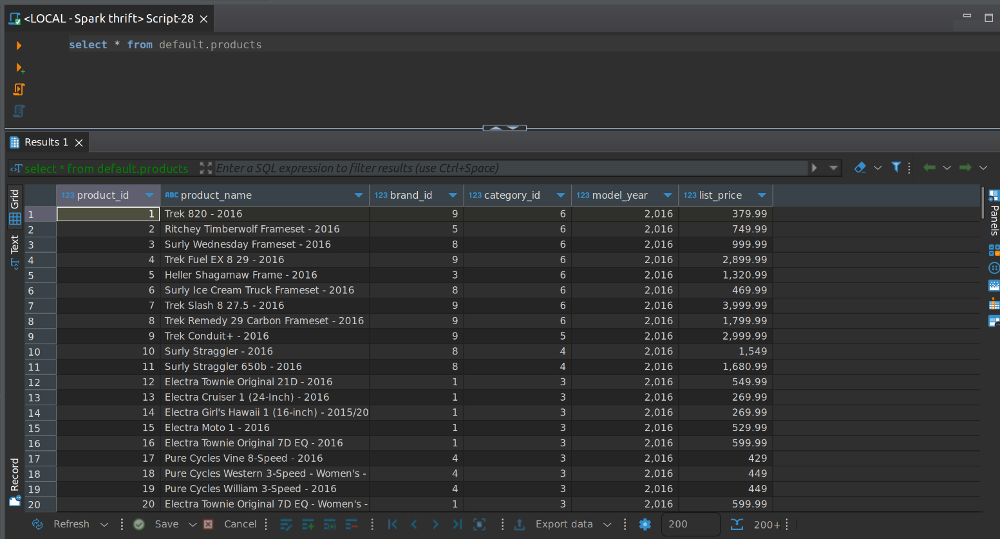 <LOCAL - Spark thrift> Script-28
select * from default.products
Results 1
select * from default.products Enter a SQL expression to filter results (use Ctrl+Space)
Grid
Text
Record
Panels
123 product_id ABC product_name 123 brand_id 123 category_id 123 model_year 123 list_price
1 1 Trek 820 - 2016 9 6 2,016 379.99
2 2 Ritchey Timberwolf Frameset - 2016 5 6 2,016 749.99
3 3 Surly Wednesday Frameset - 2016 8 6 2,016 999.99
4 4 Trek Fuel EX 8 29 - 2016 9 6 2,016 2,899.99
5 5 Heller Shagamaw Frame - 2016 3 6 2,016 1,320.99
6 6 Surly Ice Cream Truck Frameset - 2016 8 6 2,016 469.99
7 7 Trek Slash 8 27.5 - 2016 9 6 2,016 3,999.99
8 8 Trek Remedy 29 Carbon Frameset - 2016 9 6 2,016 1,799.99
9 9 Trek Conduit+ - 2016 9 5 2,016 2,999.99
10 10 Surly Straggler - 2016 8 4 2,016 1,549
11 11 Surly Straggler 650b - 2016 8 4 2,016 1,680.99
12 12 Electra Townie Original 21D - 2016 1 3 2,016 549.99
13 13 Electra Cruiser 1 (24-Inch) - 2016 1 3 2,016 269.99
14 14 Electra Girl's Hawaii 1 (16-inch) - 2015/20 1 3 2,016 269.99
15 15 Electra Moto 1 - 2016 1 3 2,016 529.99
16 16 Electra Townie Original 7D EQ - 2016 1 3 2,016 599.99
17 17 Pure Cycles Vine 8-Speed - 2016 4 3 2,016 429
18 18 Pure Cycles Western 3-Speed - Women's - 4 3 2,016 449
19 19 Pure Cycles William 3-Speed - 2016 4 3 2,016 449
20 20 Electra Townie Original 7D EQ - Women's - 1 3 2,016 599.99
Refresh Save Cancel Export data 200 200+